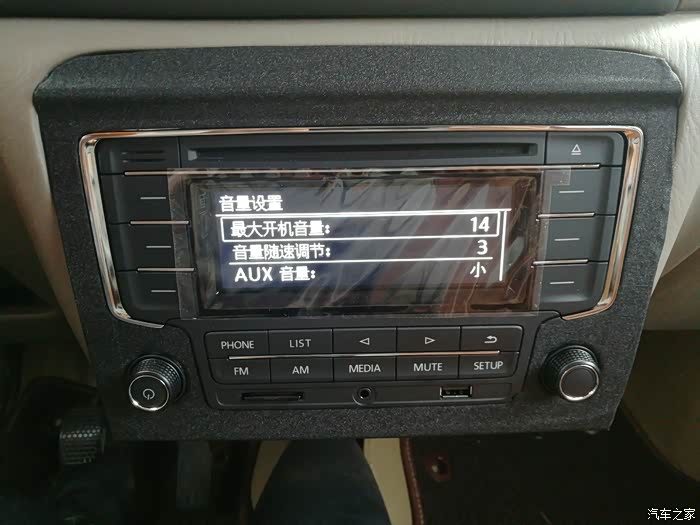 音量设置
最大开机音量: 14
音量随速调节: 3
AUX 音量: 小
PHONE LIST
FM AM MEDIA MUTE SETUP
汽车之家